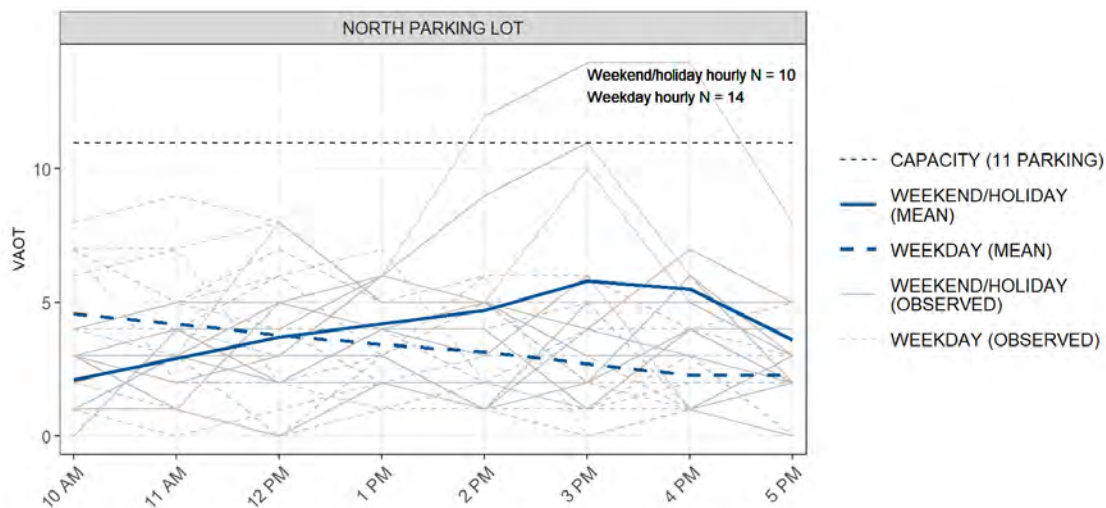 NORTH PARKING LOT
Weekend/holiday hourly N = 10
Weekday hourly N = 14
VAOT
10
5
0
10 AM
11 AM
12 PM
1 PM
2 PM
3 PM
4 PM
5 PM
CAPACITY (11 PARKING)
WEEKEND/HOLIDAY
(MEAN)
WEEKDAY (MEAN)
WEEKEND/HOLIDAY
(OBSERVED)
WEEKDAY (OBSERVED)